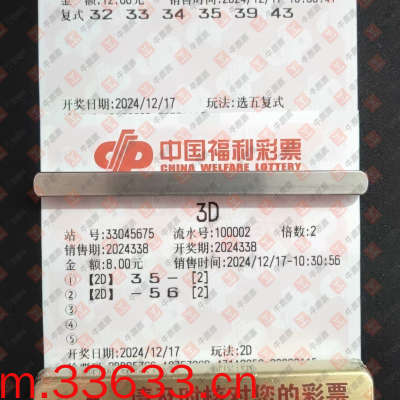 复式 32 33 34 35 39 43
开奖日期:2024/12/17 玩法:选五复式
中国福利彩票
CHINA WELFARE LOTTERY
3D
站 号:33045675 流水号:100002 倍数:2
销售期:2024338 开奖期:2024338
金 额:8.00元 销售时间:2024/12/17-10:30:56
① 【2D】 3 5 - [2]
② 【2D】 - 5 6 [2]
③
④
⑤
开奖日期:2024/12/17 玩法:2D
m.33633.cn
的彩票